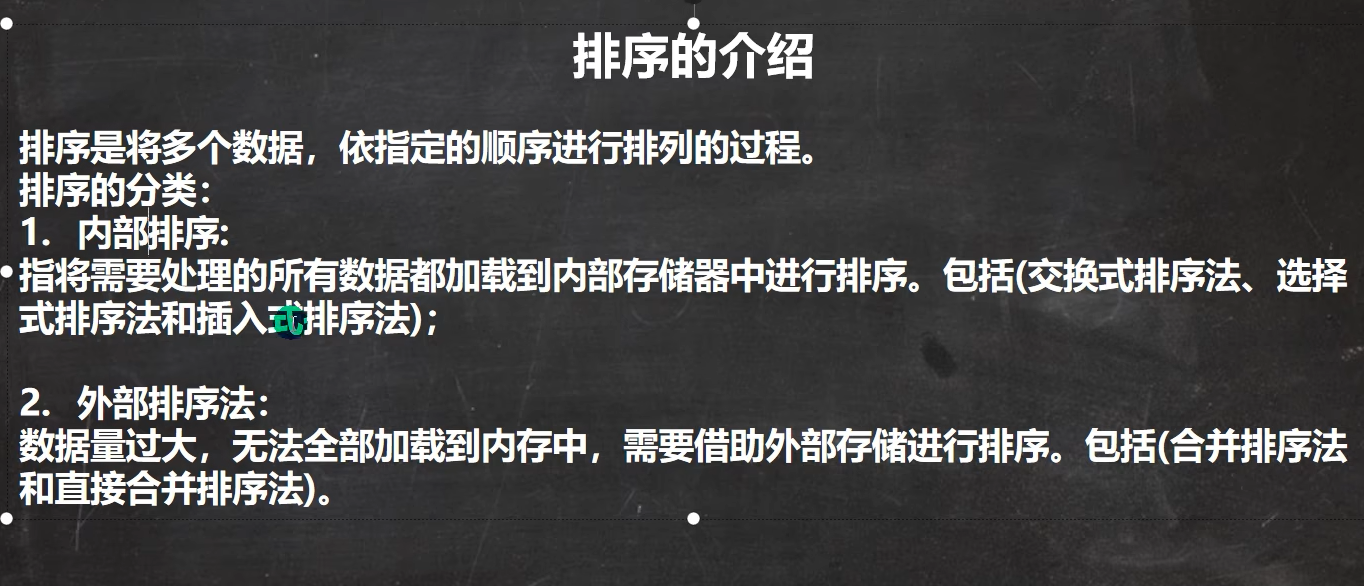 排序的介绍
排序是将多个数据，依指定的顺序进行排列的过程。
排序的分类：
1. 内部排序:
指将需要处理的所有数据都加载到内部存储器中进行排序。包括(交换式排序法、选择
式排序法和插入式排序法)；
2. 外部排序法：
数据量过大，无法全部加载到内存中，需要借助外部存储进行排序。包括(合并排序法
和直接合并排序法)。